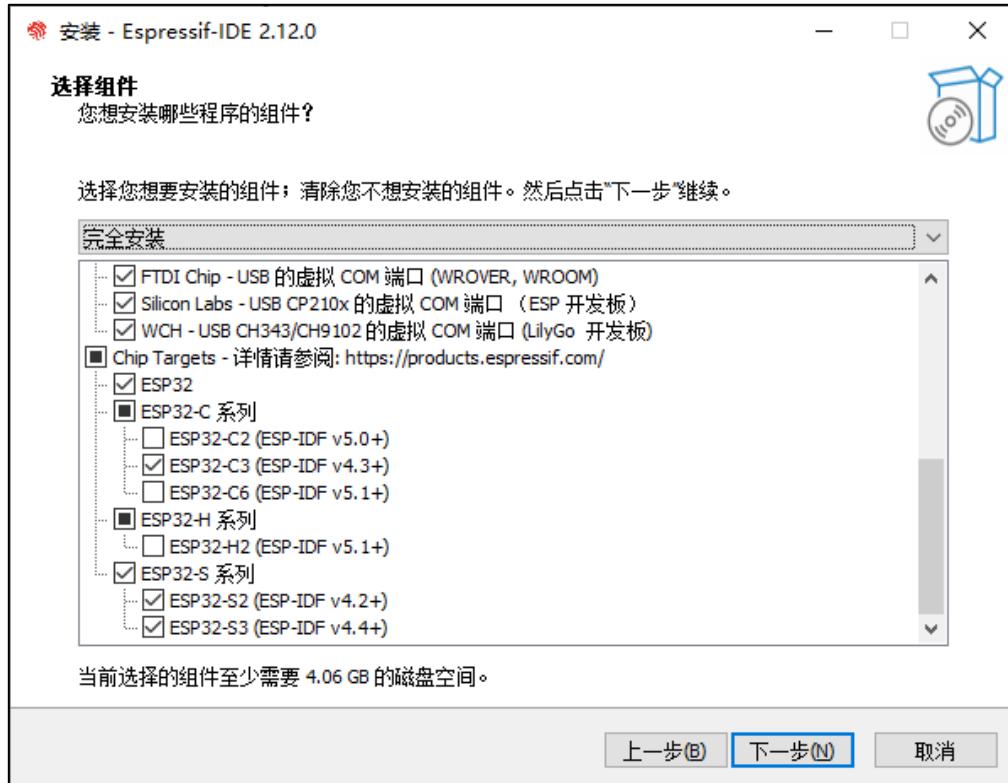 安装 - Espressif-IDE 2.12.0
选择组件
您想安装哪些程序的组件?
选择您想要安装的组件；清除您不想安装的组件。然后点击“下一步”继续。
完全安装
FTDI Chip - USB 的虚拟 COM 端口 (WROVER, WROOM)
Silicon Labs - USB CP210x 的虚拟 COM 端口 （ESP 开发板）
WCH - USB CH343/CH9102 的虚拟 COM 端口 (LilyGo 开发板)
Chip Targets - 详情请参阅: https://products.espressif.com/
ESP32
ESP32-C 系列
ESP32-C2 (ESP-IDF v5.0+)
ESP32-C3 (ESP-IDF v4.3+)
ESP32-C6 (ESP-IDF v5.1+)
ESP32-H 系列
ESP32-H2 (ESP-IDF v5.1+)
ESP32-S 系列
ESP32-S2 (ESP-IDF v4.2+)
ESP32-S3 (ESP-IDF v4.4+)
当前选择的组件至少需要 4.06 GB 的磁盘空间。
上一步(B) 下一步(N) 取消